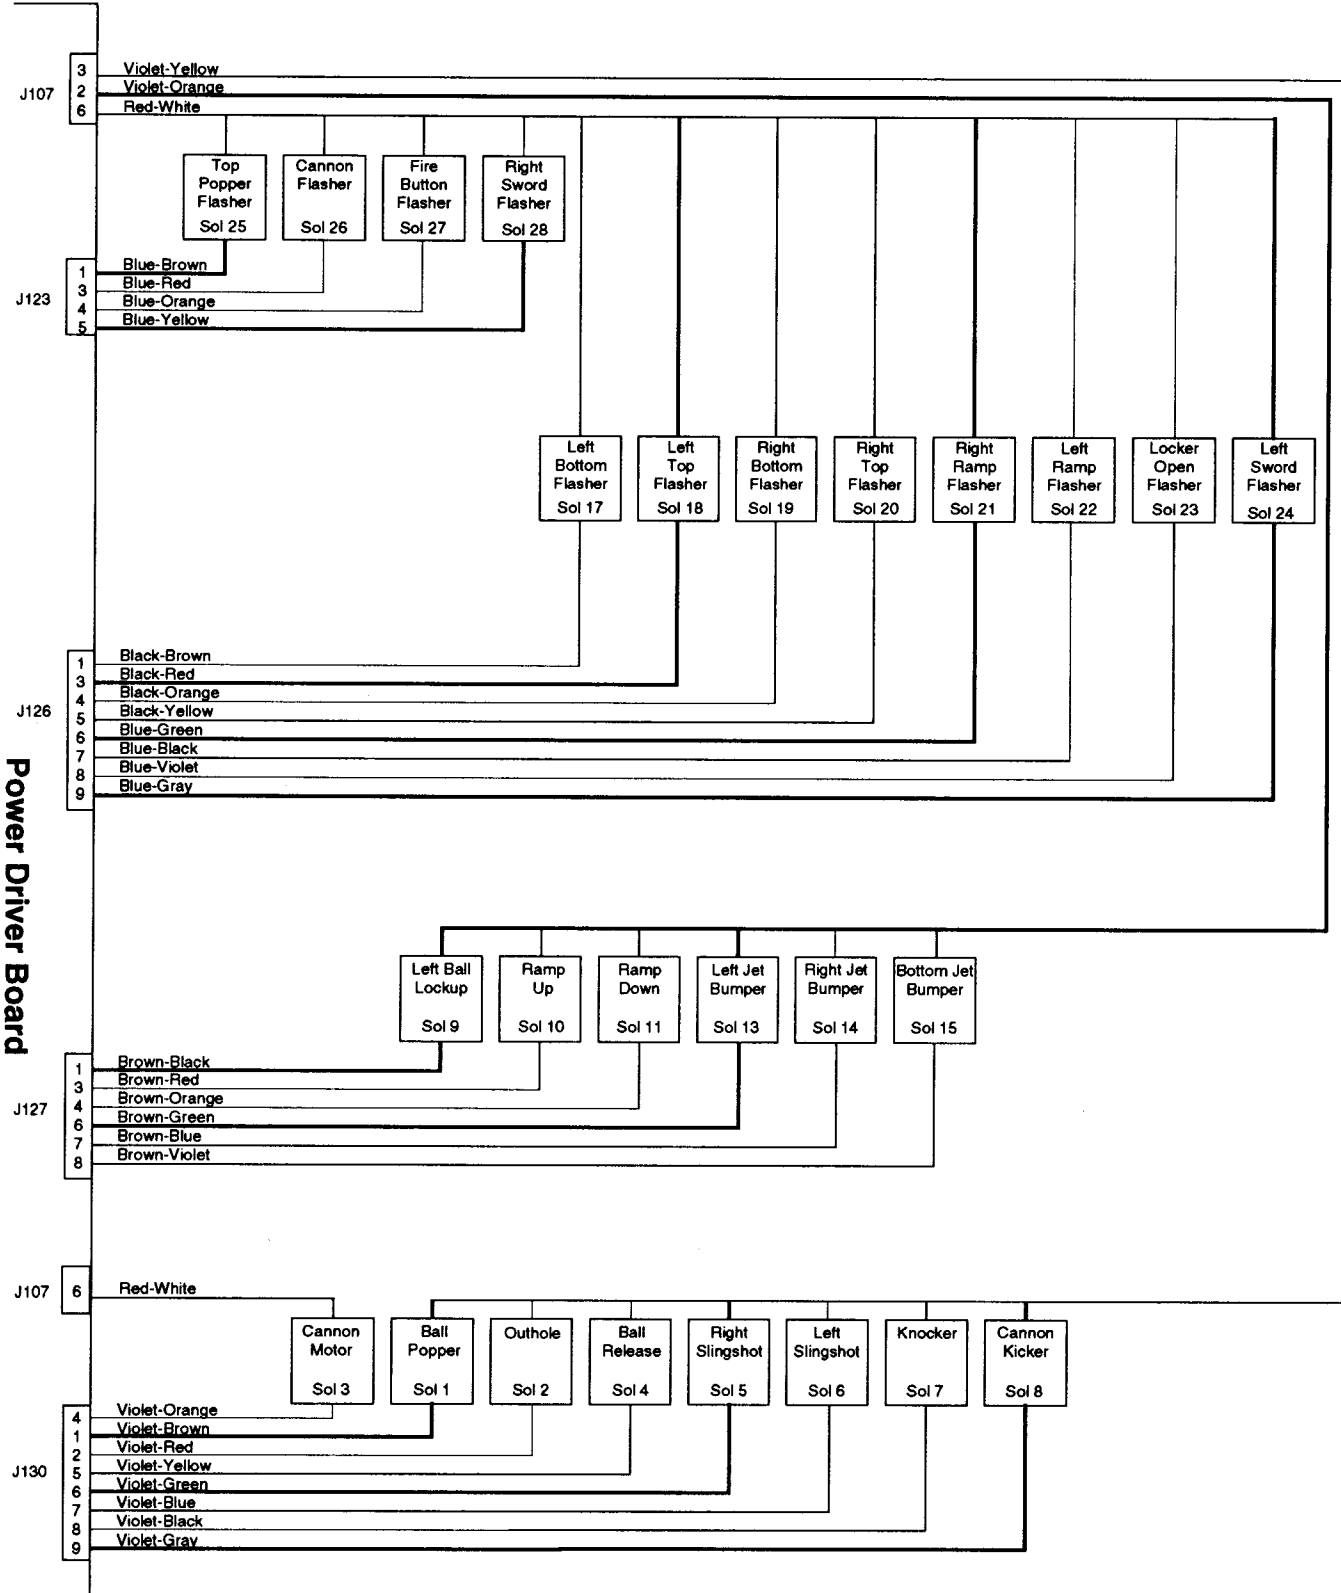 J107
3 Violet-Yellow
2 Violet-Orange
6 Red-White
Top
Popper
Flasher
Sol 25
Cannon
Flasher
Sol 26
Fire
Button
Flasher
Sol 27
Right
Sword
Flasher
Sol 28
J123
1 Blue-Brown
3 Blue-Red
4 Blue-Orange
5 Blue-Yellow
Left
Bottom
Flasher
Sol 17
Left
Top
Flasher
Sol 18
Right
Bottom
Flasher
Sol 19
Right
Top
Flasher
Sol 20
Right
Ramp
Flasher
Sol 21
Left
Ramp
Flasher
Sol 22
Locker
Open
Flasher
Sol 23
Left
Sword
Flasher
Sol 24
J126
1 Black-Brown
3 Black-Red
4 Black-Orange
5 Black-Yellow
6 Blue-Green
7 Blue-Black
8 Blue-Violet
9 Blue-Gray
Power Driver Board
Left Ball
Lockup
Sol 9
Ramp
Up
Sol 10
Ramp
Down
Sol 11
Left Jet
Bumper
Sol 13
Right Jet
Bumper
Sol 14
Bottom Jet
Bumper
Sol 15
J127
1 Brown-Black
3 Brown-Red
4 Brown-Orange
6 Brown-Green
7 Brown-Blue
8 Brown-Violet
J107
6 Red-White
Cannon
Motor
Sol 3
Ball
Popper
Sol 1
Outhole
Sol 2
Ball
Release
Sol 4
Right
Slingshot
Sol 5
Left
Slingshot
Sol 6
Knocker
Sol 7
Cannon
Kicker
Sol 8
J130
4 Violet-Orange
1 Violet-Brown
2 Violet-Red
5 Violet-Yellow
6 Violet-Green
7 Violet-Blue
8 Violet-Black
9 Violet-Gray